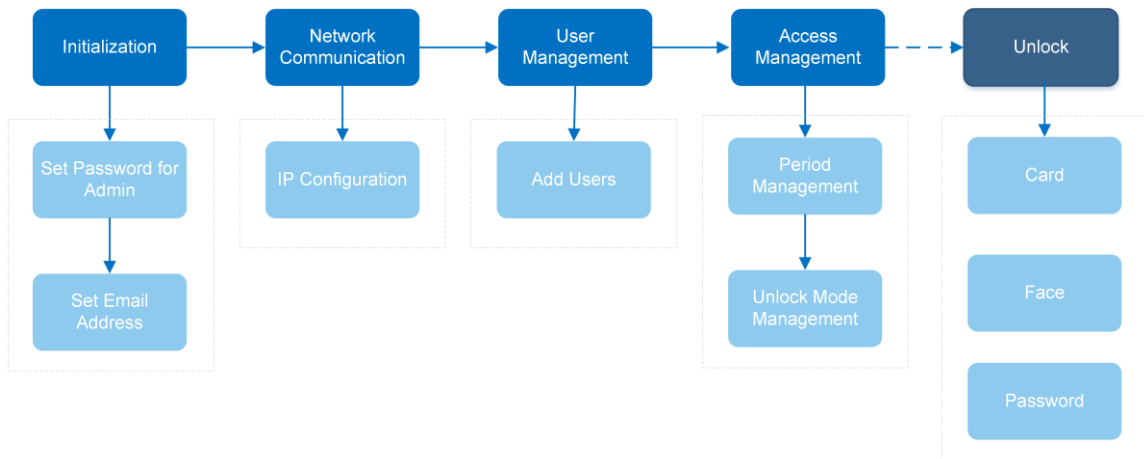 Initialization
Network
Communication
User
Management
Access
Management
Unlock
Set Password for
Admin
IP Configuration
Add Users
Period
Management
Card
Set Email
Address
Unlock Mode
Management
Face
Password